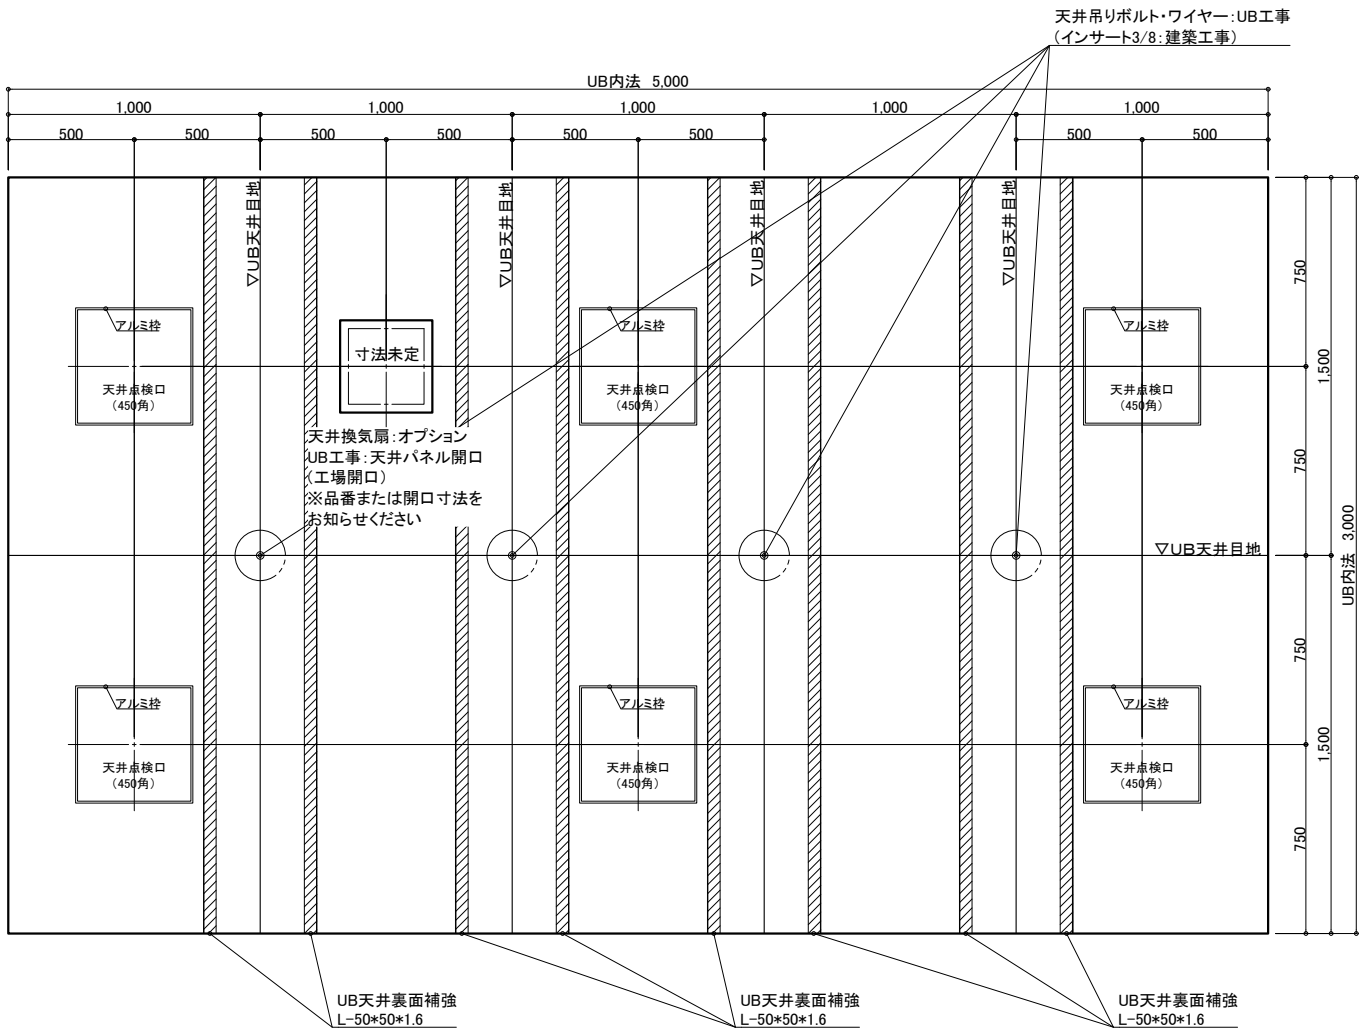 天井吊りボルト・ワイヤー：UB工事
（インサート3/8：建築工事）
UB内法 5,000
1,000
1,000
1,000
1,000
1,000
500
500
500
500
500
500
500
500
▽UB天井目地
▽UB天井目地
▽UB天井目地
▽UB天井目地
750
1,500
アルミ枠
天井点検口
（450角）
寸法未定
アルミ枠
天井点検口
（450角）
アルミ枠
天井点検口
（450角）
天井換気扇：オプション
UB工事：天井パネル開口
（工場開口）
※品番または開口寸法を
お知らせください
750
▽UB天井目地
UB内法 3,000
750
1,500
アルミ枠
天井点検口
（450角）
アルミ枠
天井点検口
（450角）
アルミ枠
天井点検口
（450角）
750
UB天井裏面補強
L-50*50*1.6
UB天井裏面補強
L-50*50*1.6
UB天井裏面補強
L-50*50*1.6